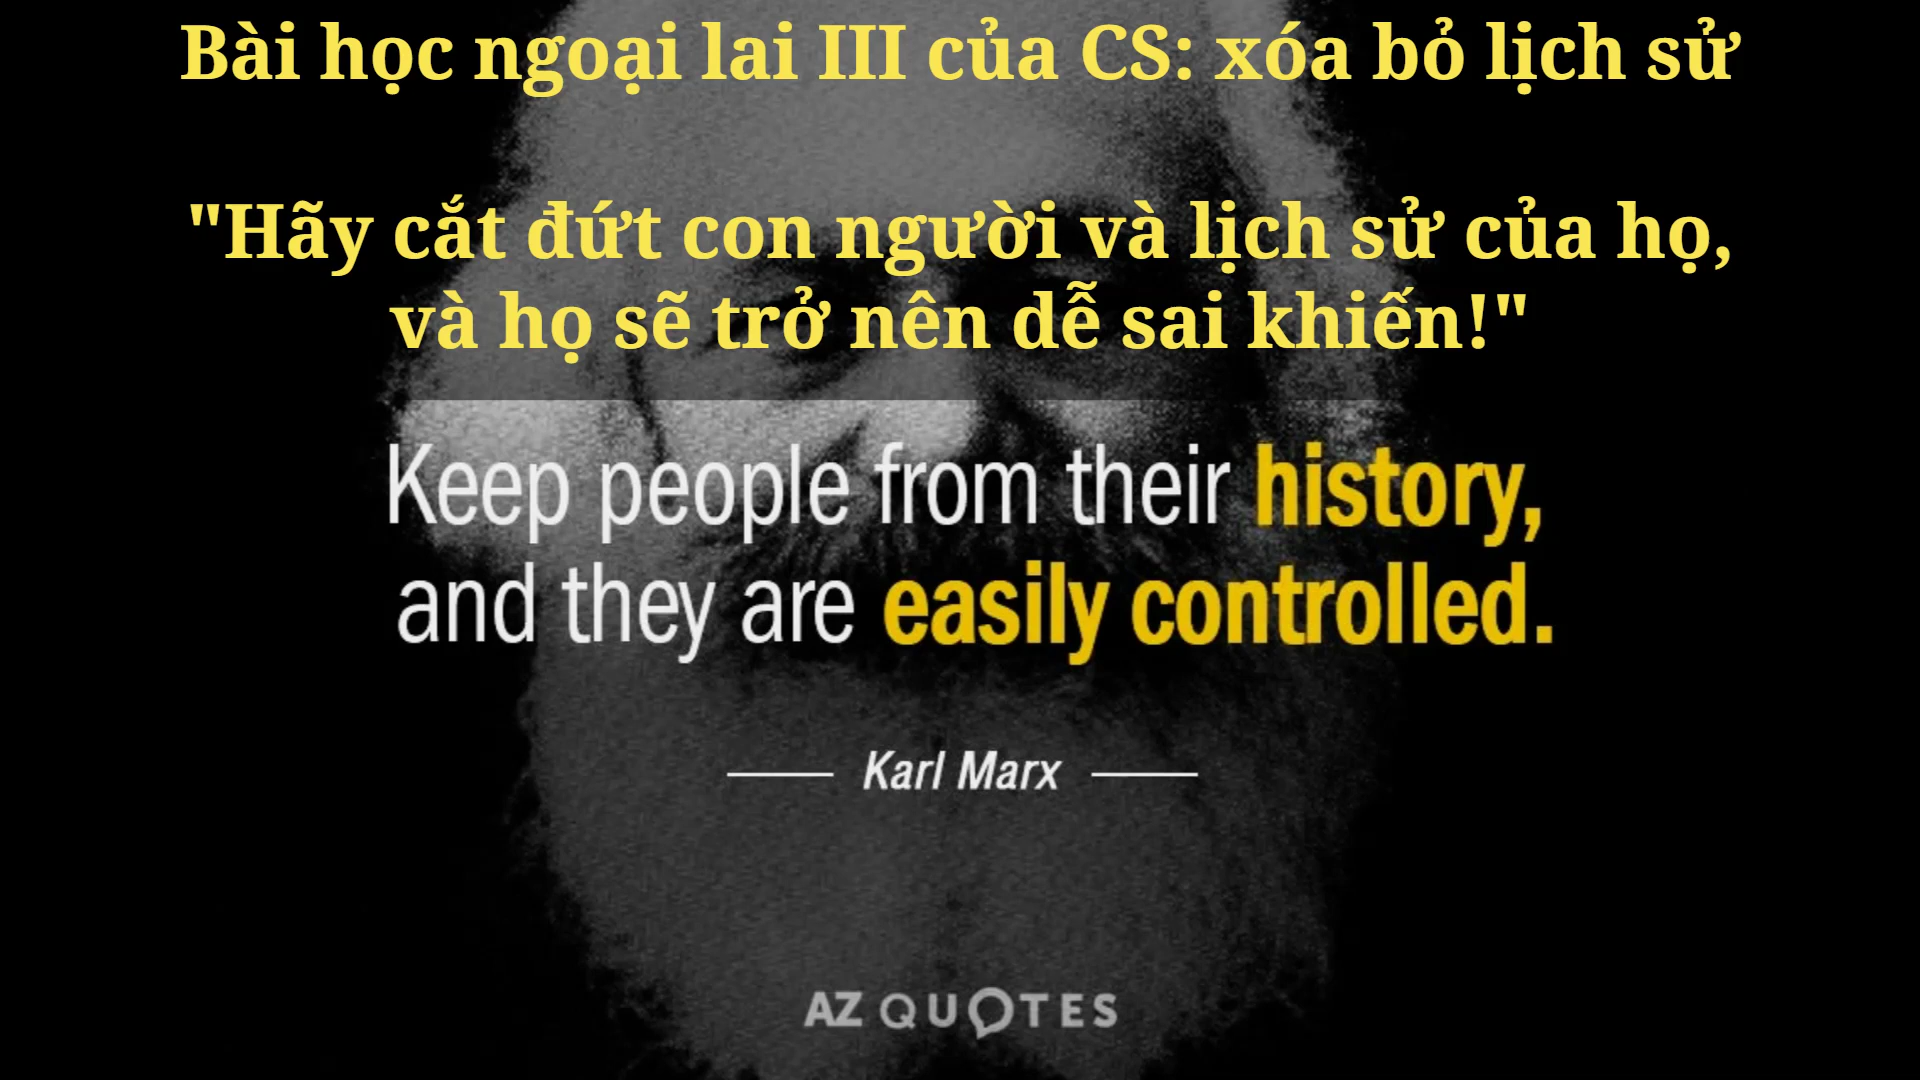 Bài học ngoại lai III của CS: xóa bỏ lịch sử
"Hãy cắt đứt con người và lịch sử của họ,
và họ sẽ trở nên dễ sai khiến!"
Keep people from their history,
and they are easily controlled.
Karl Marx
AZ QUOTES